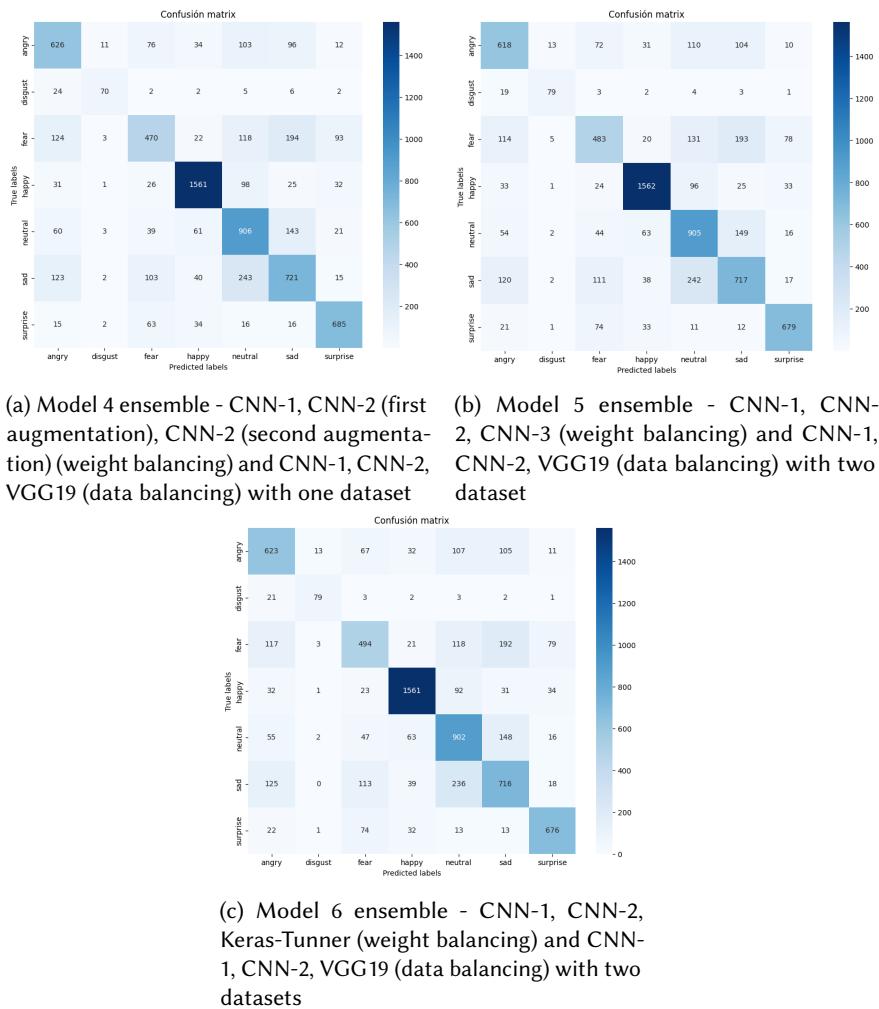 Confusión matrix
angry 626 11 76 34 103 96 12
disgust 24 70 2 2 5 6 2
fear 124 3 470 22 118 194 93
happy 31 1 26 1561 98 25 32
neutral 60 3 39 61 906 143 21
sad 123 2 103 40 243 721 15
surprise 15 2 63 34 16 16 685
angry disgust fear happy neutral sad surprise
Predicted labels
True labels
1400
1200
1000
800
600
400
200
Confusión matrix
angry 618 13 72 31 110 104 10
disgust 19 79 3 2 4 3 1
fear 114 5 483 20 131 193 78
happy 33 1 24 1562 96 25 33
neutral 54 2 44 63 905 149 16
sad 120 2 111 38 242 717 17
surprise 21 1 74 33 11 12 679
angry disgust fear happy neutral sad surprise
Predicted labels
True labels
1400
1200
1000
800
600
400
200
(a) Model 4 ensemble - CNN-1, CNN-2 (first
augmentation), CNN-2 (second augmenta-
tion) (weight balancing) and CNN-1, CNN-2,
VGG19 (data balancing) with one dataset
(b) Model 5 ensemble - CNN-1, CNN-
2, CNN-3 (weight balancing) and CNN-1,
CNN-2, VGG19 (data balancing) with two
dataset
Confusión matrix
angry 623 13 67 32 107 105 11
disgust 21 79 3 2 3 2 1
fear 117 3 494 21 118 192 79
happy 32 1 23 1561 92 31 34
neutral 55 2 47 63 902 148 16
sad 125 0 113 39 236 716 18
surprise 22 1 74 32 13 13 676
angry disgust fear happy neutral sad surprise
Predicted labels
True labels
1400
1200
1000
800
600
400
200
0
(c) Model 6 ensemble - CNN-1, CNN-2,
Keras-Tunner (weight balancing) and CNN-
1, CNN-2, VGG19 (data balancing) with two
datasets